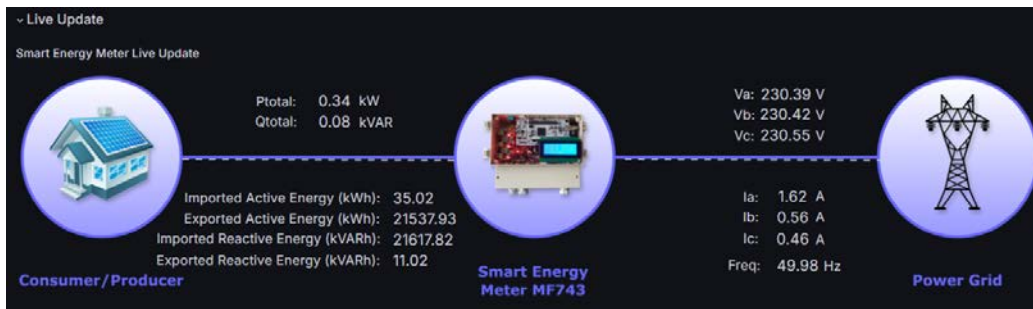 Live Update
Smart Energy Meter Live Update
Ptotal: 0.34 kW
Qtotal: 0.08 kVAR
Va: 230.39 V
Vb: 230.42 V
Vc: 230.55 V
Imported Active Energy (kWh): 35.02
Exported Active Energy (kWh): 21537.93
Imported Reactive Energy (kVARh): 21617.82
Exported Reactive Energy (kVARh): 11.02
Ia: 1.62 A
Ib: 0.56 A
Ic: 0.46 A
Freq: 49.98 Hz
Consumer/Producer
Smart Energy
Meter MF743
Power Grid